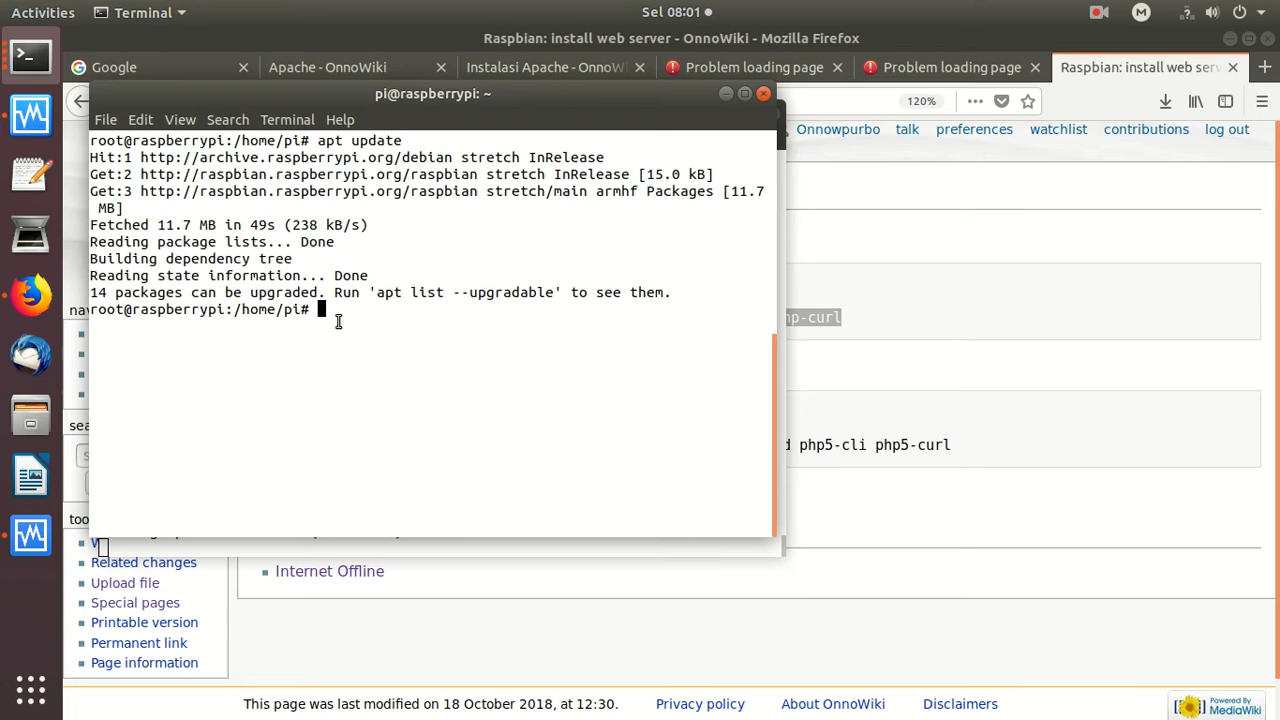 Activities
Terminal
Sel 08:01
Raspbian: install web server - OnnoWiki - Mozilla Firefox
Google
Apache - OnnoWiki
Instalasi Apache - OnnoW
Problem loading page
Problem loading page
Raspbian: install web serv
120%
pi@raspberrypi: ~
File Edit View Search Terminal Help
Onnowpurbo talk preferences watchlist contributions log out
root@raspberrypi:/home/pi# apt update
Hit:1 http://archive.raspberrypi.org/debian stretch InRelease
Get:2 http://raspbian.raspberrypi.org/raspbian stretch InRelease [15.0 kB]
Get:3 http://raspbian.raspberrypi.org/raspbian stretch/main armhf Packages [11.7
MB]
Fetched 11.7 MB in 49s (238 kB/s)
Reading package lists... Done
Building dependency tree
Reading state information... Done
14 packages can be upgraded. Run 'apt list --upgradable' to see them.
root@raspberrypi:/home/pi#
nav
hp-curl
sea
d php5-cli php5-curl
too
W
Related changes
Upload file
Special pages
Printable version
Permanent link
Page information
Internet Offline
This page was last modified on 18 October 2018, at 12:30.
Privacy policy
About OnnoWiki
Disclaimers
Powered By
MediaWiki